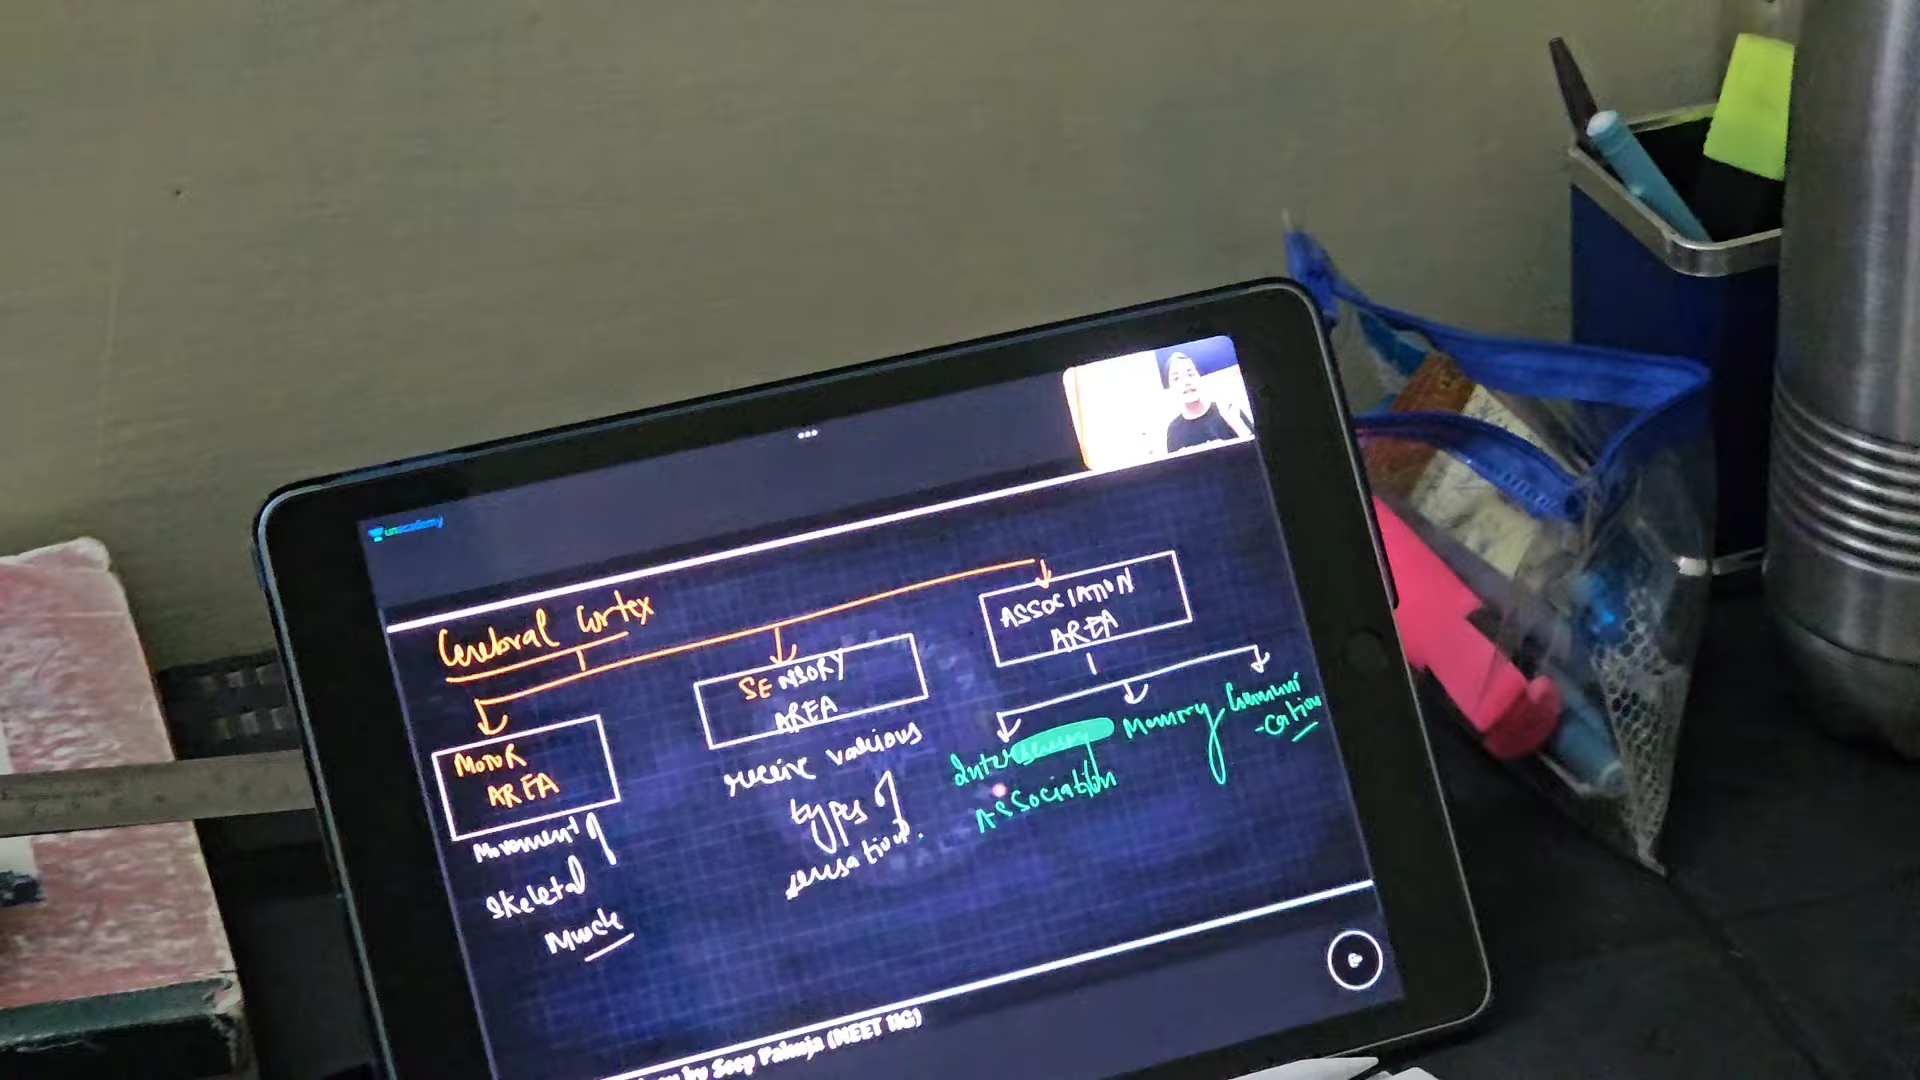 unacademy
Cerebral Cortex
MOTOR
AREA
Movement of
Skeletal
Muscle
SENSORY
AREA
receive various
types of
sensation.
ASSOCIATION
AREA
Intersensory
Association
Memory
Communi
-cation
by Seep Pahuja (NEET UG)